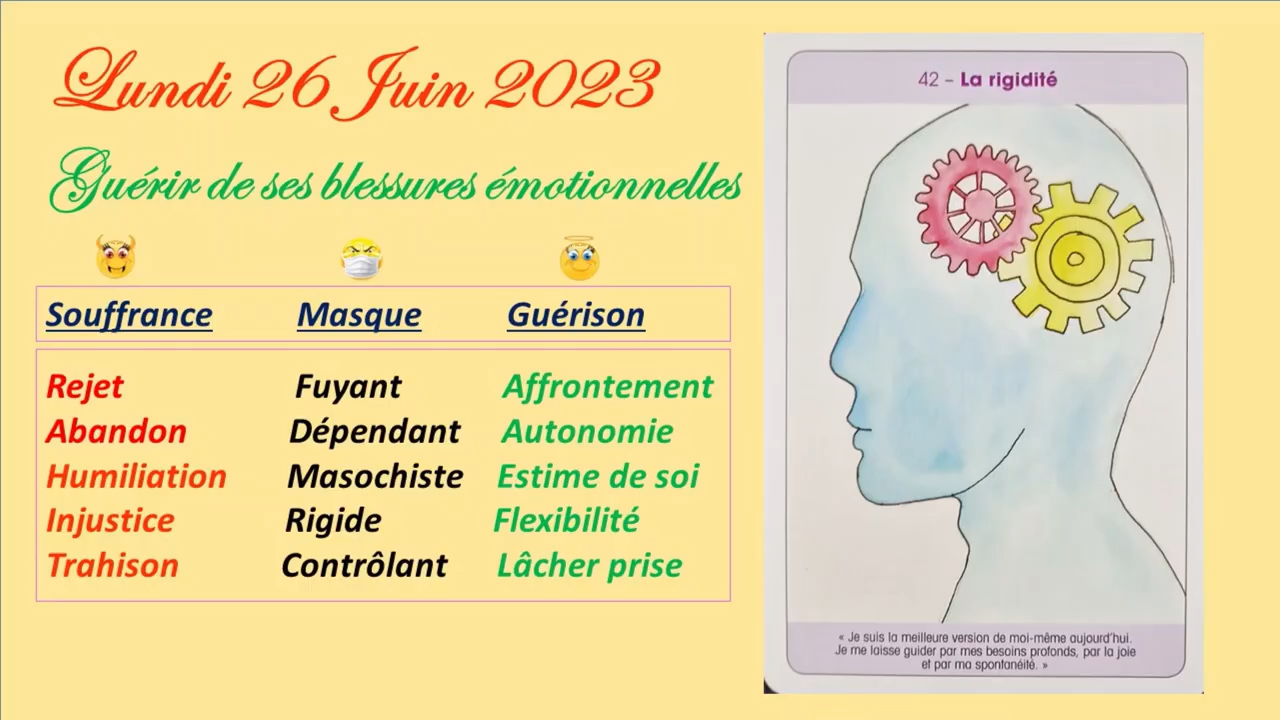 Lundi 26 Juin 2023
Guérir de ses blessures émotionnelles
Souffrance Masque Guérison
Rejet Fuyant Affrontement
Abandon Dépendant Autonomie
Humiliation Masochiste Estime de soi
Injustice Rigide Flexibilité
Trahison Contrôlant Lâcher prise
42 – La rigidité
« Je suis la meilleure version de moi-même aujourd'hui.
Je me laisse guider par mes besoins profonds, par la joie
et par ma spontanéité. »